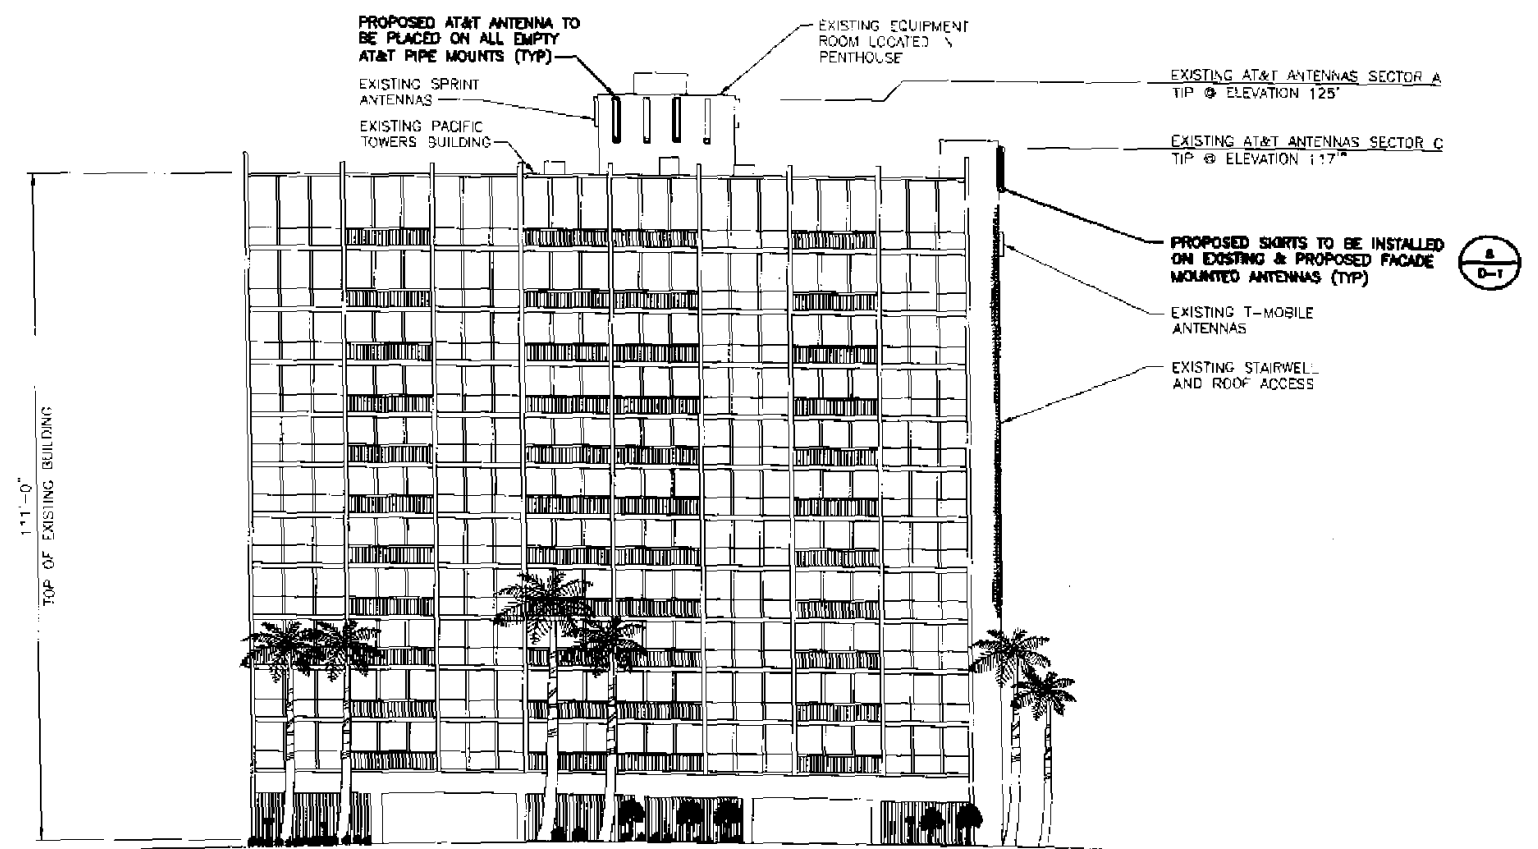 PROPOSED AT&T ANTENNA TO
BE PLACED ON ALL EMPTY
AT&T PIPE MOUNTS (TYP)
EXISTING SPRINT
ANTENNAS
EXISTING PACIFIC
TOWERS BUILDING
EXISTING EQUIPMENT
ROOM LOCATED
PENTHOUSE
EXISTING AT&T ANTENNAS SECTOR A
TIP @ ELEVATION 125'
EXISTING AT&T ANTENNAS SECTOR C
TIP @ ELEVATION
PROPOSED SKIRTS TO BE INSTALLED
ON EXISTING & PROPOSED FACADE
MOUNTED ANTENNAS (TYP)
D-1
EXISTING T-MOBILE
ANTENNAS
EXISTING STAIRWELL
AND ROOF ACCESS
111'-0"
TOP OF EXISTING BUILDING